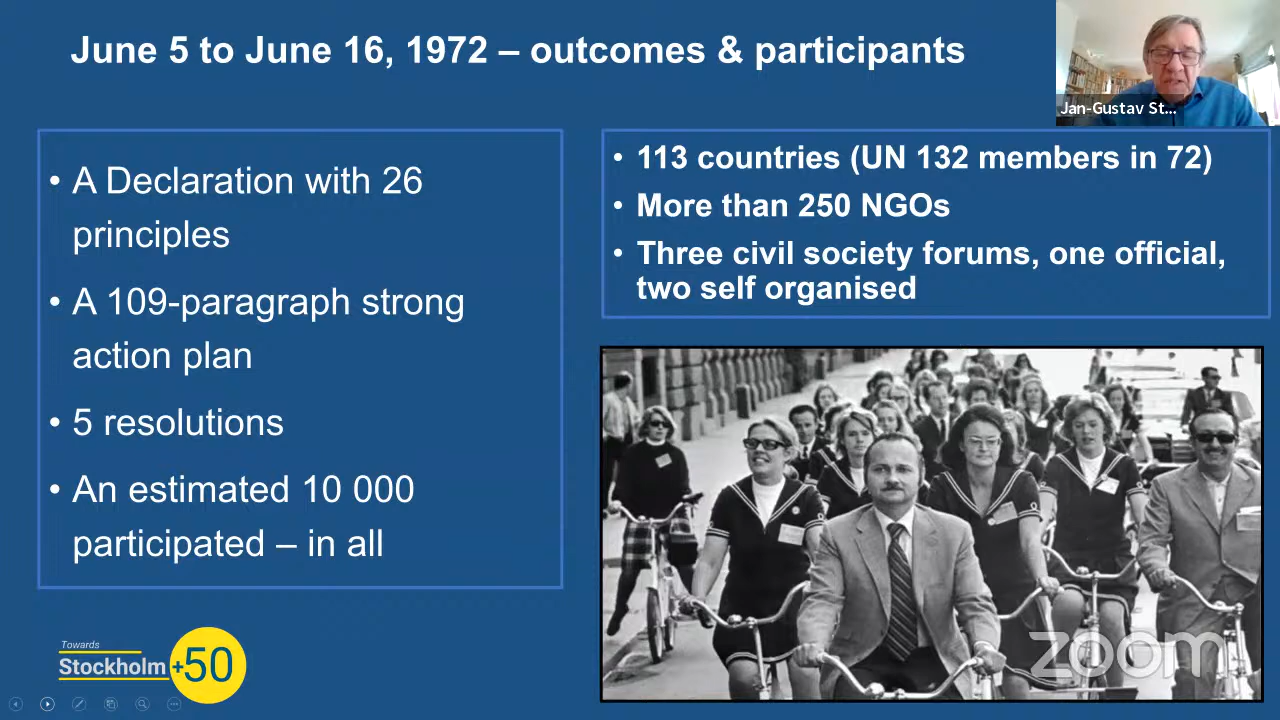 June 5 to June 16, 1972 – outcomes & participants
Jan-Gustav St...
• A Declaration with 26
principles
• A 109-paragraph strong
action plan
• 5 resolutions
• An estimated 10 000
participated – in all
• 113 countries (UN 132 members in 72)
• More than 250 NGOs
• Three civil society forums, one official,
two self organised
Towards
Stockholm+50
zoom